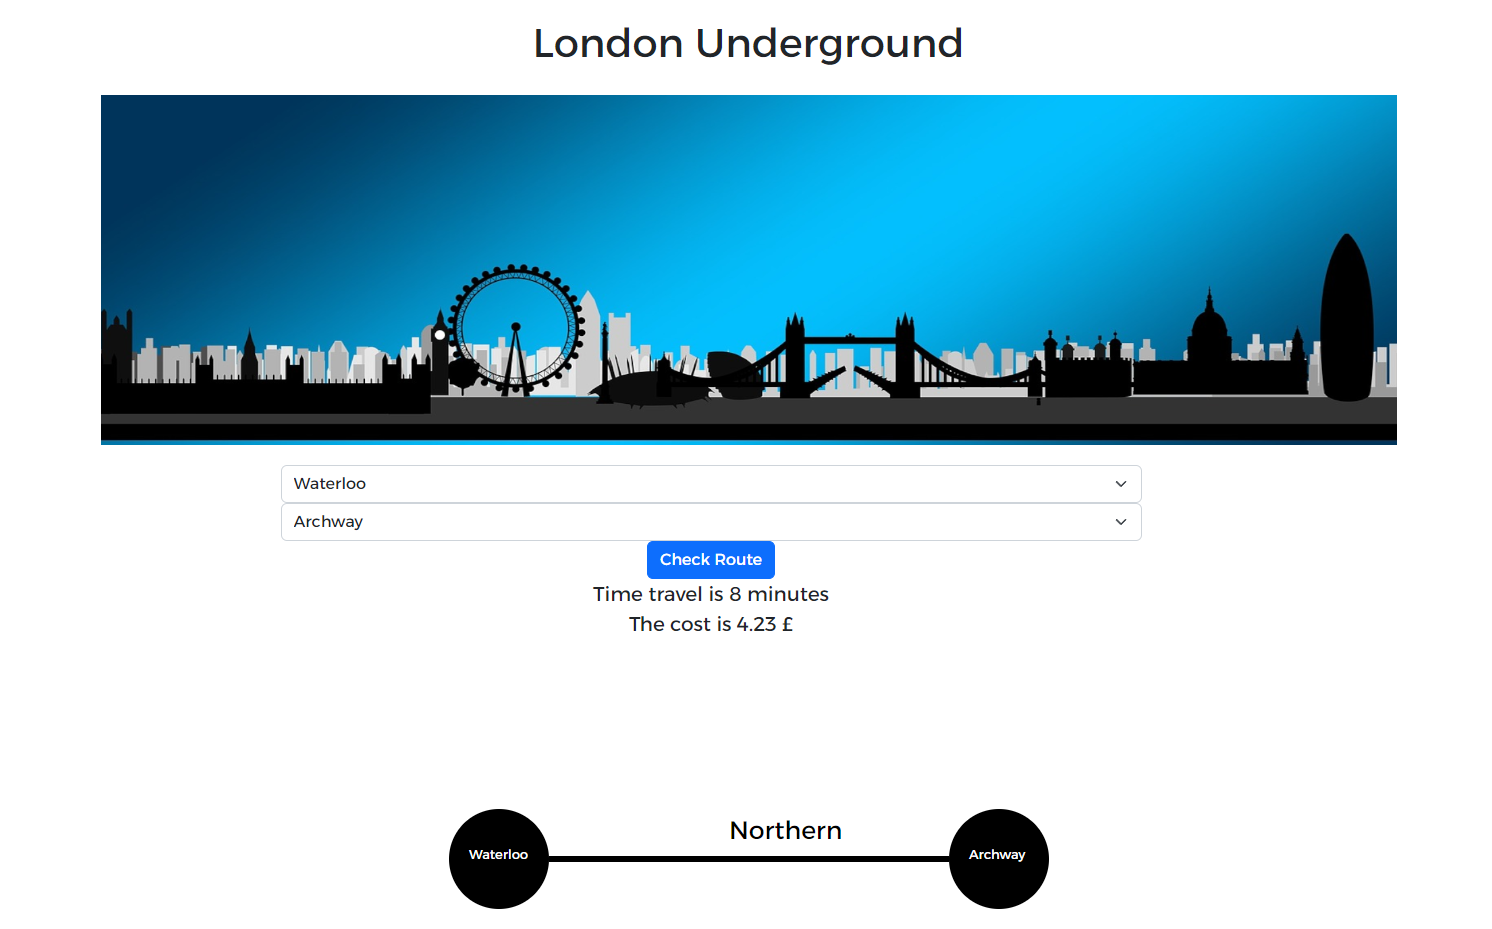 London Underground
Waterloo
Archway
Check Route
Time travel is 8 minutes
The cost is 4.23 £
Northern
Waterloo
Archway